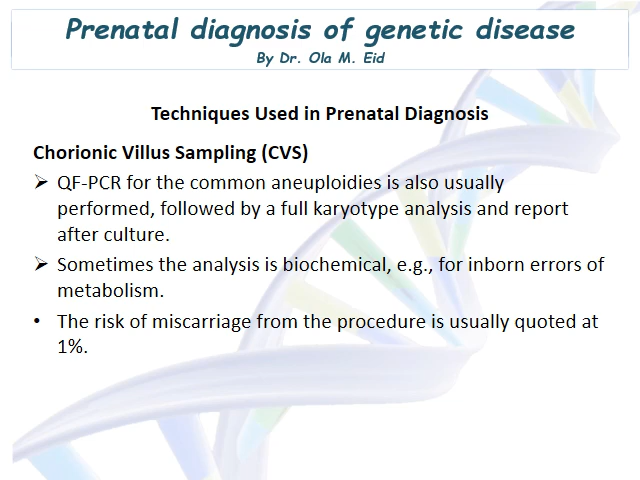 Prenatal diagnosis of genetic disease
By Dr. Ola M. Eid
Techniques Used in Prenatal Diagnosis
Chorionic Villus Sampling (CVS)
➢ QF-PCR for the common aneuploidies is also usually
performed, followed by a full karyotype analysis and report
after culture.
➢ Sometimes the analysis is biochemical, e.g., for inborn errors of
metabolism.
• The risk of miscarriage from the procedure is usually quoted at
1%.